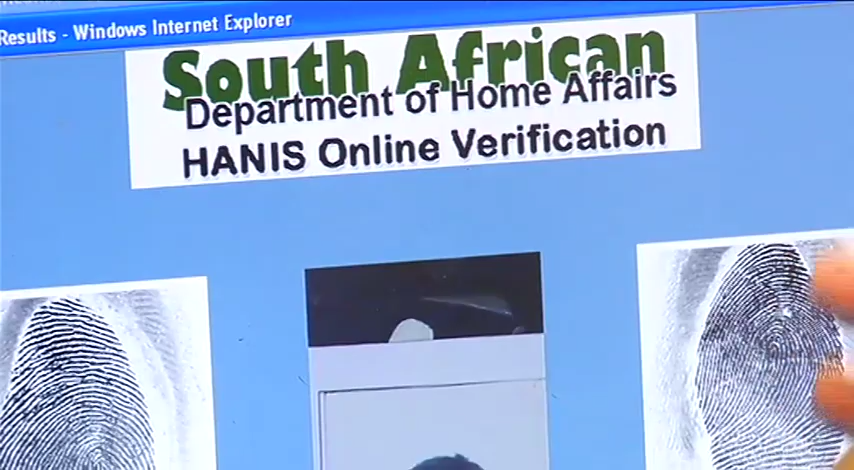 Results - Windows Internet Explorer
South African
Department of Home Affairs
HANIS Online Verification